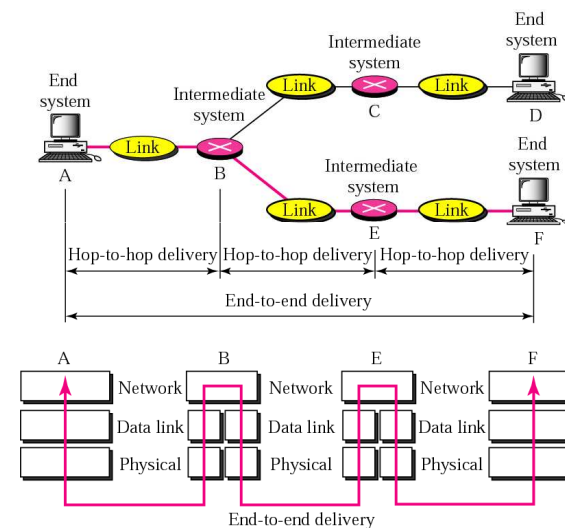 End
system
Intermediate
system
End
system
Intermediate
system
Link
Link
C
D
Link
A
B
Intermediate
system
End
system
Link
Link
E
F
Hop-to-hop delivery
Hop-to-hop delivery
Hop-to-hop delivery
End-to-end delivery
A
B
E
F
Network
Network
Network
Data link
Data link
Data link
Physical
Physical
Physical
End-to-end delivery